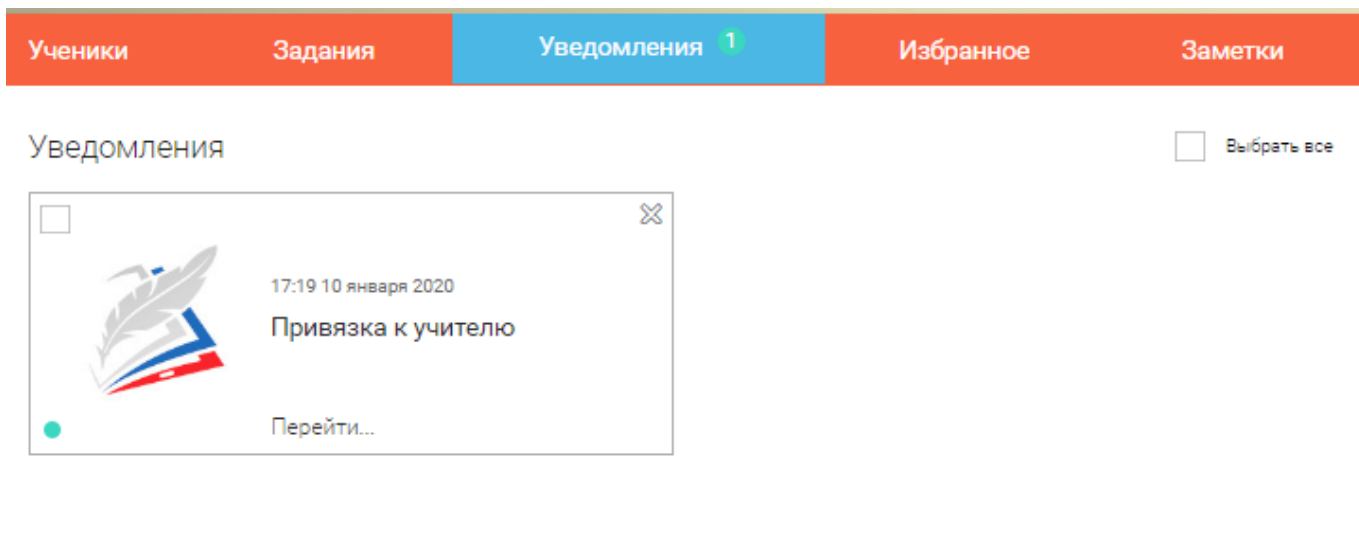 Ученики Задания Уведомления 1 Избранное Заметки
Уведомления Выбрать все
17:19 10 января 2020
Привязка к учителю
Перейти...